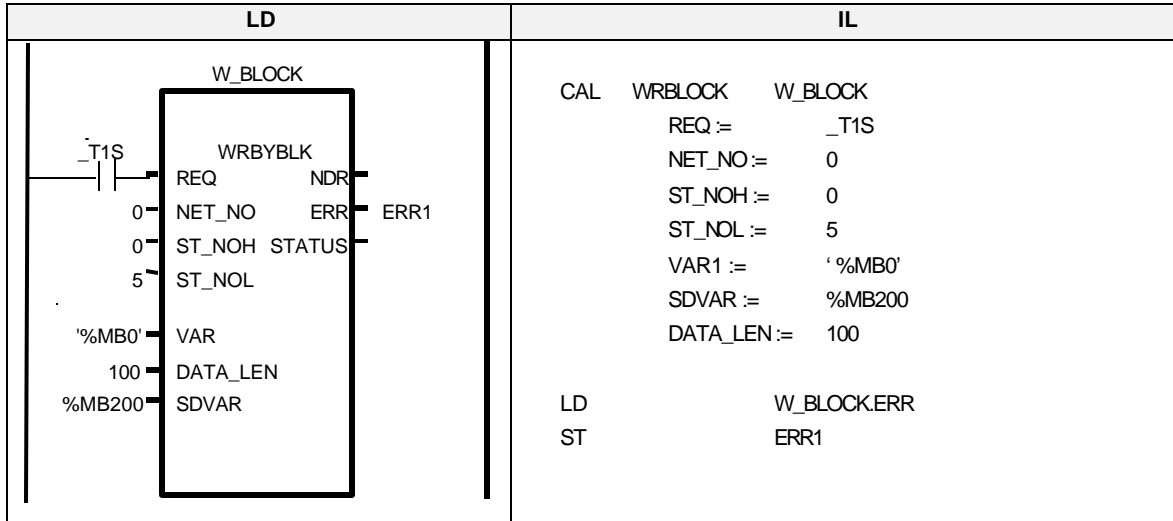 LD
IL
W_BLOCK
WRBYBLK
_T1S
REQ NDR
0 NET_NO ERR ERR1
0 ST_NOH STATUS
5 ST_NOL
'%MB0' VAR
100 DATA_LEN
%MB200 SDVAR
CAL WRBLOCK W_BLOCK
REQ := _T1S
NET_NO := 0
ST_NOH := 0
ST_NOL := 5
VAR1 := ‘ %MB0’
SDVAR := %MB200
DATA_LEN := 100
LD W_BLOCK.ERR
ST ERR1